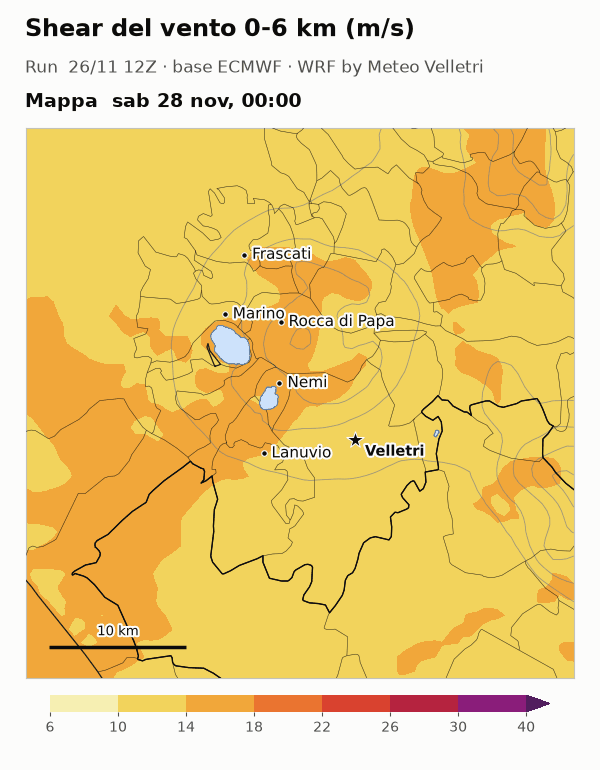 Shear del vento 0-6 km (m/s)
Run  26/11 12Z · base ECMWF · WRF by Meteo Velletri
Mappa  sab 28 nov, 00:00
Frascati
Marino
Rocca di Papa
Nemi
Velletri
Lanuvio
10 km
6 10 14 18 22 26 30 40